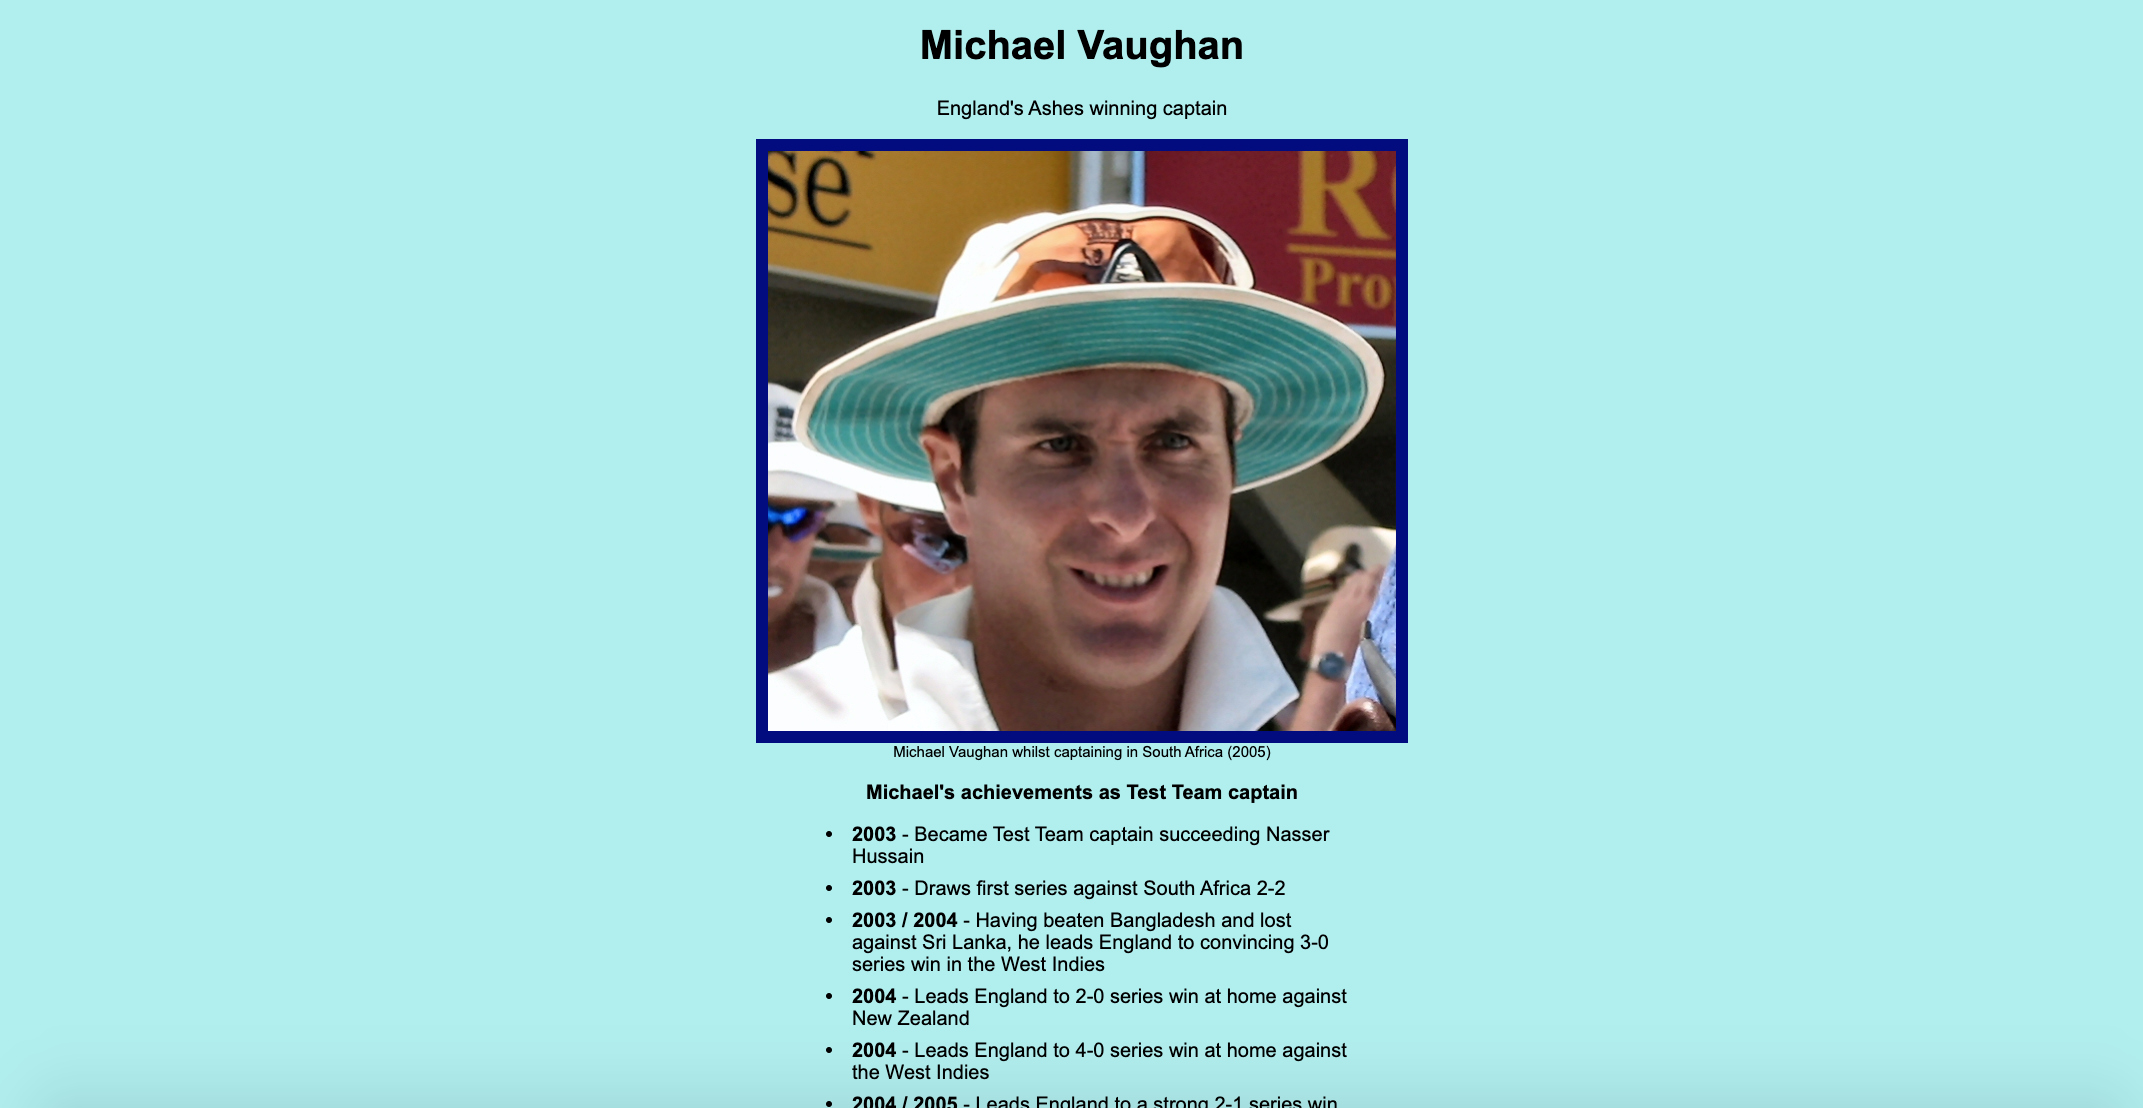 Michael Vaughan
England's Ashes winning captain
se
R
Pro
Michael Vaughan whilst captaining in South Africa (2005)
Michael's achievements as Test Team captain
• 2003 - Became Test Team captain succeeding Nasser
Hussain
• 2003 - Draws first series against South Africa 2-2
• 2003 / 2004 - Having beaten Bangladesh and lost
against Sri Lanka, he leads England to convincing 3-0
series win in the West Indies
• 2004 - Leads England to 2-0 series win at home against
New Zealand
• 2004 - Leads England to 4-0 series win at home against
the West Indies
• 2004 / 2005 - Leads England to a strong 2-1 series win